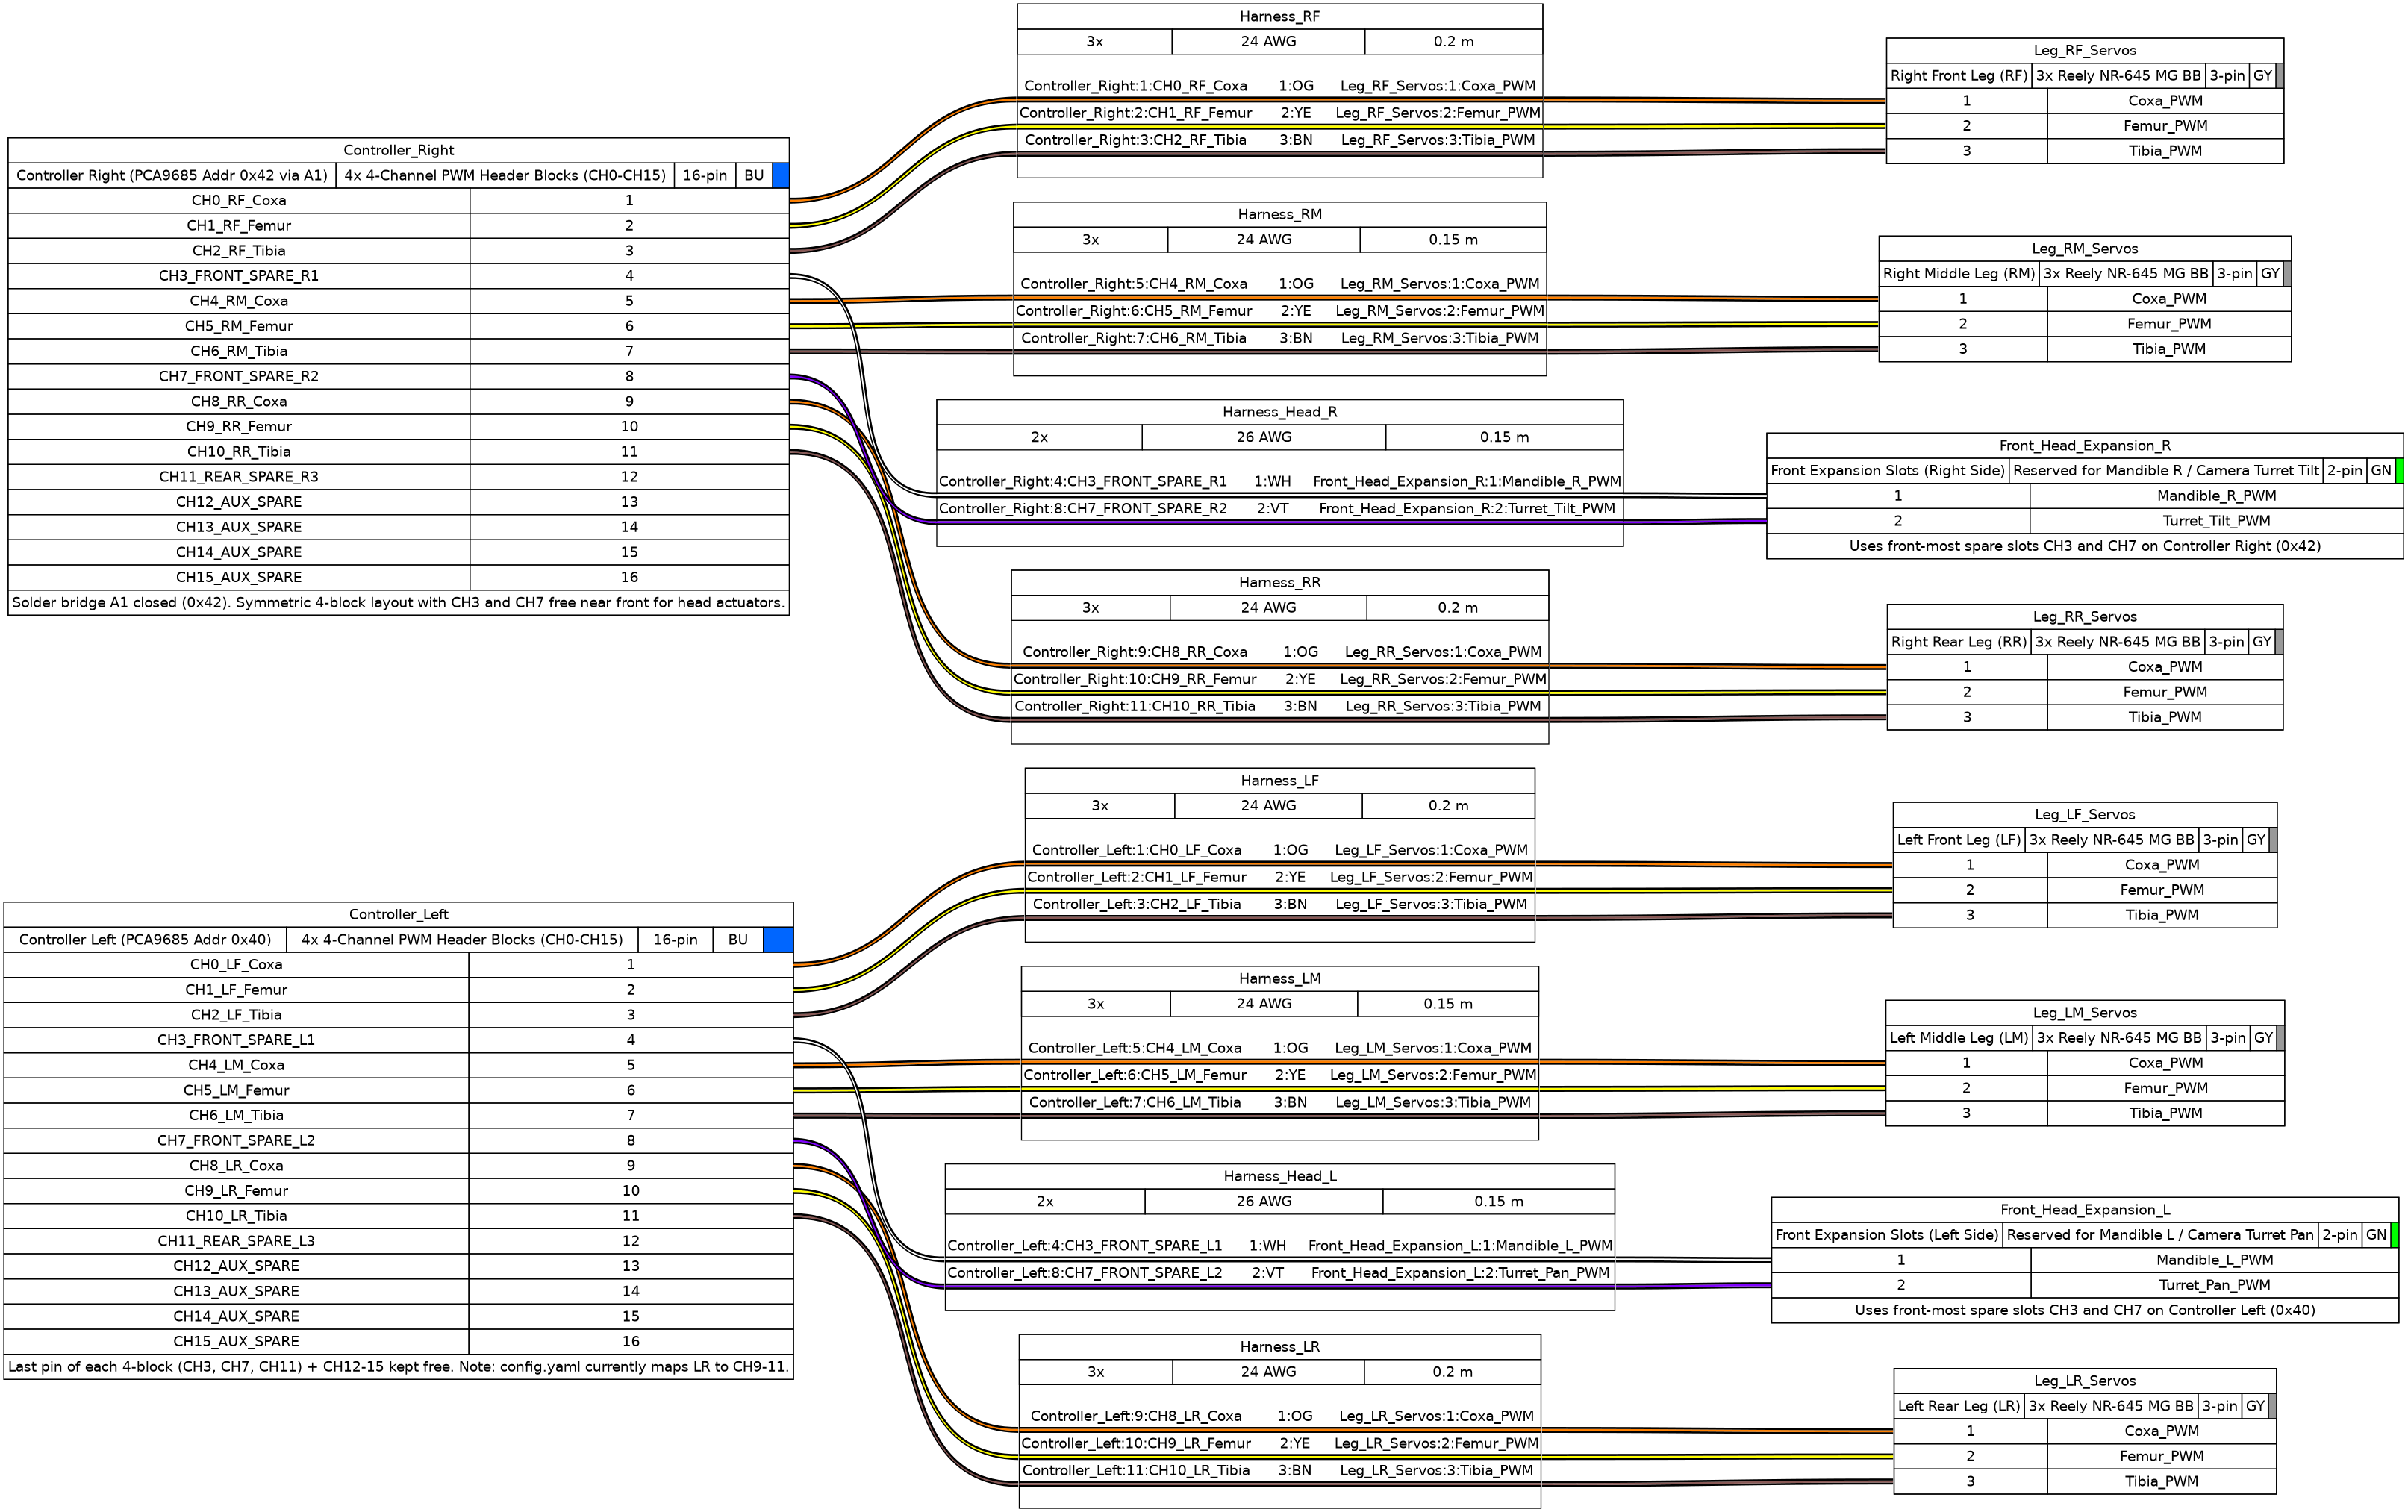 Controller_Right
Controller Right (PCA9685 Addr 0x42 via A1) 4x 4-Channel PWM Header Blocks (CH0-CH15) 16-pin BU
CH0_RF_Coxa 1
CH1_RF_Femur 2
CH2_RF_Tibia 3
CH3_FRONT_SPARE_R1 4
CH4_RM_Coxa 5
CH5_RM_Femur 6
CH6_RM_Tibia 7
CH7_FRONT_SPARE_R2 8
CH8_RR_Coxa 9
CH9_RR_Femur 10
CH10_RR_Tibia 11
CH11_REAR_SPARE_R3 12
CH12_AUX_SPARE 13
CH13_AUX_SPARE 14
CH14_AUX_SPARE 15
CH15_AUX_SPARE 16
Solder bridge A1 closed (0x42). Symmetric 4-block layout with CH3 and CH7 free near front for head actuators.
Harness_RF
3x 24 AWG 0.2 m
Controller_Right:1:CH0_RF_Coxa 1:OG Leg_RF_Servos:1:Coxa_PWM
Controller_Right:2:CH1_RF_Femur 2:YE Leg_RF_Servos:2:Femur_PWM
Controller_Right:3:CH2_RF_Tibia 3:BN Leg_RF_Servos:3:Tibia_PWM
Leg_RF_Servos
Right Front Leg (RF) 3x Reely NR-645 MG BB 3-pin GY
1 Coxa_PWM
2 Femur_PWM
3 Tibia_PWM
Harness_RM
3x 24 AWG 0.15 m
Controller_Right:5:CH4_RM_Coxa 1:OG Leg_RM_Servos:1:Coxa_PWM
Controller_Right:6:CH5_RM_Femur 2:YE Leg_RM_Servos:2:Femur_PWM
Controller_Right:7:CH6_RM_Tibia 3:BN Leg_RM_Servos:3:Tibia_PWM
Leg_RM_Servos
Right Middle Leg (RM) 3x Reely NR-645 MG BB 3-pin GY
1 Coxa_PWM
2 Femur_PWM
3 Tibia_PWM
Harness_Head_R
2x 26 AWG 0.15 m
Controller_Right:4:CH3_FRONT_SPARE_R1 1:WH Front_Head_Expansion_R:1:Mandible_R_PWM
Controller_Right:8:CH7_FRONT_SPARE_R2 2:VT Front_Head_Expansion_R:2:Turret_Tilt_PWM
Front_Head_Expansion_R
Front Expansion Slots (Right Side) Reserved for Mandible R / Camera Turret Tilt 2-pin GN
1 Mandible_R_PWM
2 Turret_Tilt_PWM
Uses front-most spare slots CH3 and CH7 on Controller Right (0x42)
Harness_RR
3x 24 AWG 0.2 m
Controller_Right:9:CH8_RR_Coxa 1:OG Leg_RR_Servos:1:Coxa_PWM
Controller_Right:10:CH9_RR_Femur 2:YE Leg_RR_Servos:2:Femur_PWM
Controller_Right:11:CH10_RR_Tibia 3:BN Leg_RR_Servos:3:Tibia_PWM
Leg_RR_Servos
Right Rear Leg (RR) 3x Reely NR-645 MG BB 3-pin GY
1 Coxa_PWM
2 Femur_PWM
3 Tibia_PWM
Controller_Left
Controller Left (PCA9685 Addr 0x40) 4x 4-Channel PWM Header Blocks (CH0-CH15) 16-pin BU
CH0_LF_Coxa 1
CH1_LF_Femur 2
CH2_LF_Tibia 3
CH3_FRONT_SPARE_L1 4
CH4_LM_Coxa 5
CH5_LM_Femur 6
CH6_LM_Tibia 7
CH7_FRONT_SPARE_L2 8
CH8_LR_Coxa 9
CH9_LR_Femur 10
CH10_LR_Tibia 11
CH11_REAR_SPARE_L3 12
CH12_AUX_SPARE 13
CH13_AUX_SPARE 14
CH14_AUX_SPARE 15
CH15_AUX_SPARE 16
Last pin of each 4-block (CH3, CH7, CH11) + CH12-15 kept free. Note: config.yaml currently maps LR to CH9-11.
Harness_LF
3x 24 AWG 0.2 m
Controller_Left:1:CH0_LF_Coxa 1:OG Leg_LF_Servos:1:Coxa_PWM
Controller_Left:2:CH1_LF_Femur 2:YE Leg_LF_Servos:2:Femur_PWM
Controller_Left:3:CH2_LF_Tibia 3:BN Leg_LF_Servos:3:Tibia_PWM
Leg_LF_Servos
Left Front Leg (LF) 3x Reely NR-645 MG BB 3-pin GY
1 Coxa_PWM
2 Femur_PWM
3 Tibia_PWM
Harness_LM
3x 24 AWG 0.15 m
Controller_Left:5:CH4_LM_Coxa 1:OG Leg_LM_Servos:1:Coxa_PWM
Controller_Left:6:CH5_LM_Femur 2:YE Leg_LM_Servos:2:Femur_PWM
Controller_Left:7:CH6_LM_Tibia 3:BN Leg_LM_Servos:3:Tibia_PWM
Leg_LM_Servos
Left Middle Leg (LM) 3x Reely NR-645 MG BB 3-pin GY
1 Coxa_PWM
2 Femur_PWM
3 Tibia_PWM
Harness_Head_L
2x 26 AWG 0.15 m
Controller_Left:4:CH3_FRONT_SPARE_L1 1:WH Front_Head_Expansion_L:1:Mandible_L_PWM
Controller_Left:8:CH7_FRONT_SPARE_L2 2:VT Front_Head_Expansion_L:2:Turret_Pan_PWM
Front_Head_Expansion_L
Front Expansion Slots (Left Side) Reserved for Mandible L / Camera Turret Pan 2-pin GN
1 Mandible_L_PWM
2 Turret_Pan_PWM
Uses front-most spare slots CH3 and CH7 on Controller Left (0x40)
Harness_LR
3x 24 AWG 0.2 m
Controller_Left:9:CH8_LR_Coxa 1:OG Leg_LR_Servos:1:Coxa_PWM
Controller_Left:10:CH9_LR_Femur 2:YE Leg_LR_Servos:2:Femur_PWM
Controller_Left:11:CH10_LR_Tibia 3:BN Leg_LR_Servos:3:Tibia_PWM
Leg_LR_Servos
Left Rear Leg (LR) 3x Reely NR-645 MG BB 3-pin GY
1 Coxa_PWM
2 Femur_PWM
3 Tibia_PWM